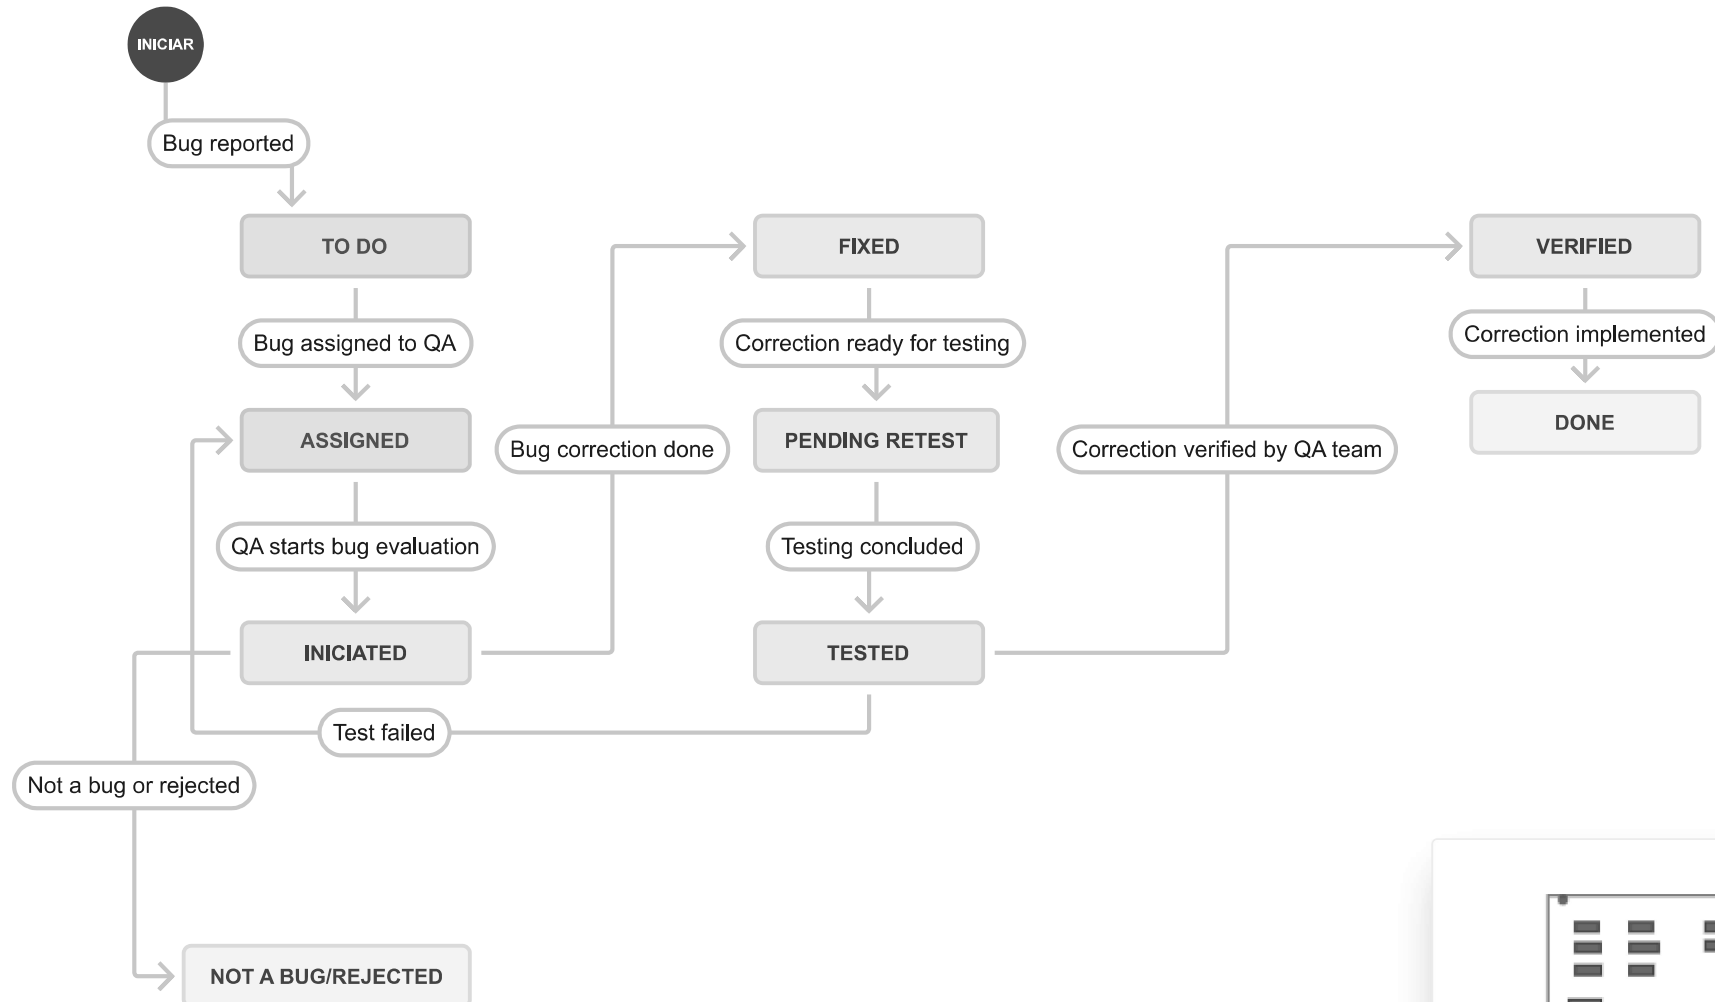 INICIAR
Bug reported
TO DO
FIXED
VERIFIED
Bug assigned to QA
Correction ready for testing
Correction implemented
ASSIGNED
Bug correction done
PENDING RETEST
Correction verified by QA team
DONE
QA starts bug evaluation
Testing concluded
INICIATED
TESTED
Test failed
Not a bug or rejected
NOT A BUG/REJECTED